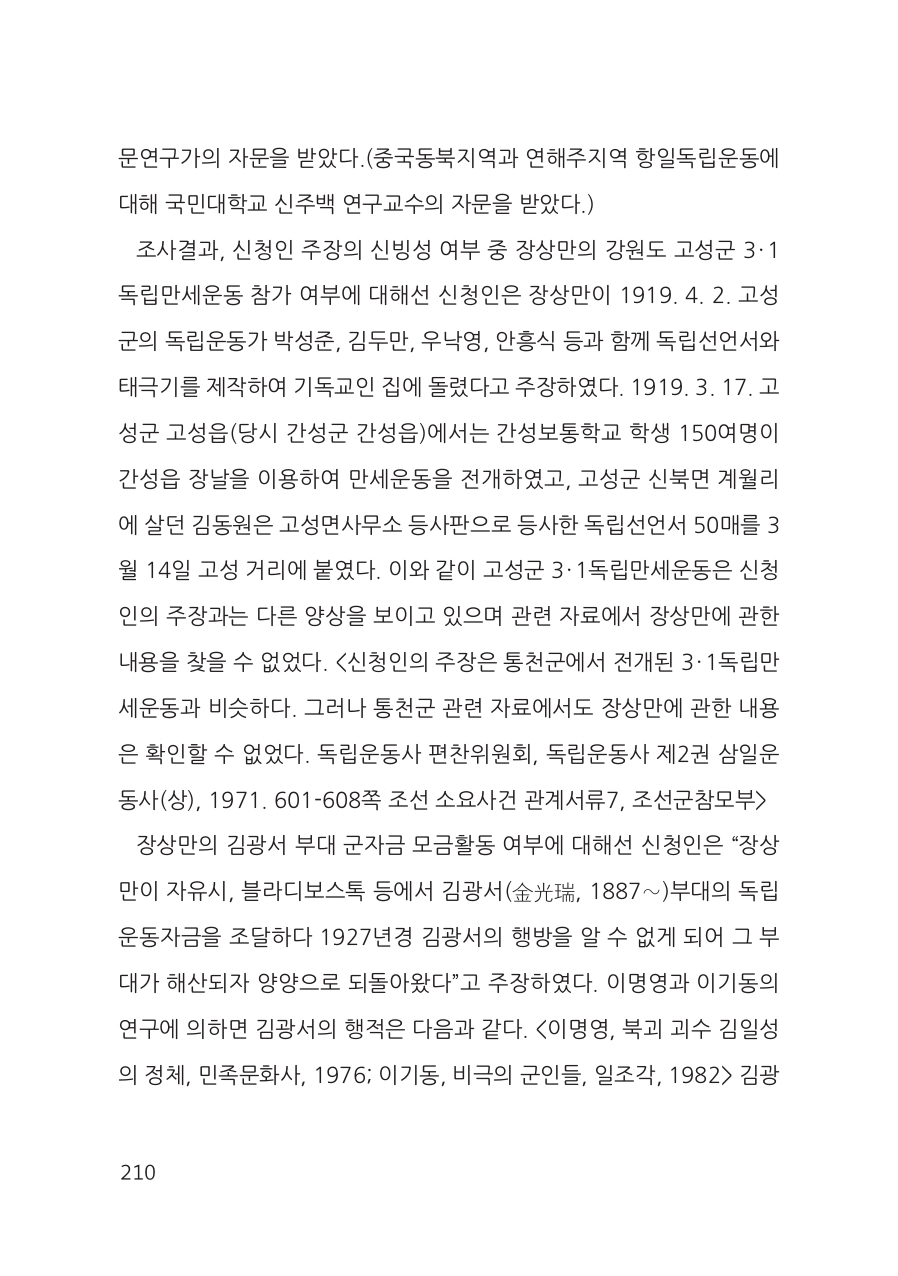 문연구가의 자문을 받았다.(중국동북지역과 연해주지역 항일독립운동에
대해 국민대학교 신주백 연구교수의 자문을 받았다.)
조사결과, 신청인 주장의 신빙성 여부 중 장상만의 강원도 고성군 3·1
독립만세운동 참가 여부에 대해선 신청인은 장상만이 1919. 4. 2. 고성
군의 독립운동가 박성준, 김두만, 우낙영, 안흥식 등과 함께 독립선언서와
태극기를 제작하여 기독교인 집에 돌렸다고 주장하였다. 1919. 3. 17. 고
성군 고성읍(당시 간성군 간성읍)에서는 간성보통학교 학생 150여명이
간성읍 장날을 이용하여 만세운동을 전개하였고, 고성군 신북면 계월리
에 살던 김동원은 고성면사무소 등사판으로 등사한 독립선언서 50매를 3
월 14일 고성 거리에 붙였다. 이와 같이 고성군 3·1독립만세운동은 신청
인의 주장과는 다른 양상을 보이고 있으며 관련 자료에서 장상만에 관한
내용을 찾을 수 없었다. <신청인의 주장은 통천군에서 전개된 3·1독립만
세운동과 비슷하다. 그러나 통천군 관련 자료에서도 장상만에 관한 내용
은 확인할 수 없었다. 독립운동사 편찬위원회, 독립운동사 제2권 삼일운
동사(상), 1971. 601-608쪽 조선 소요사건 관계서류7, 조선군참모부>
장상만의 김광서 부대 군자금 모금활동 여부에 대해선 신청인은 “장상
만이 자유시, 블라디보스톡 등에서 김광서(金光瑞, 1887～)부대의 독립
운동자금을 조달하다 1927년경 김광서의 행방을 알 수 없게 되어 그 부
대가 해산되자 양양으로 되돌아왔다”고 주장하였다. 이명영과 이기동의
연구에 의하면 김광서의 행적은 다음과 같다. <이명영, 북괴 괴수 김일성
의 정체, 민족문화사, 1976; 이기동, 비극의 군인들, 일조각, 1982> 김광
210